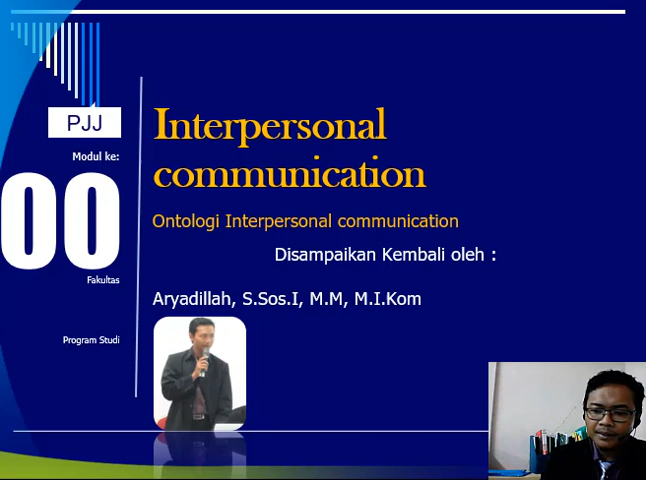 PJJ
Modul ke:
00
Fakultas
Program Studi
Interpersonal
communication
Ontologi Interpersonal communication
Disampaikan Kembali oleh :
Aryadillah, S.Sos.I, M.M, M.I.Kom